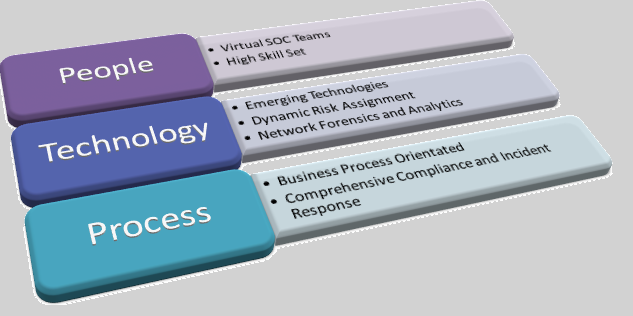 People
• Virtual SOC Teams
• High Skill Set
Technology
• Emerging Technologies
• Dynamic Risk Assignment
• Network Forensics and Analytics
Process
• Business Process Orientated
• Comprehensive Compliance and Incident
Response